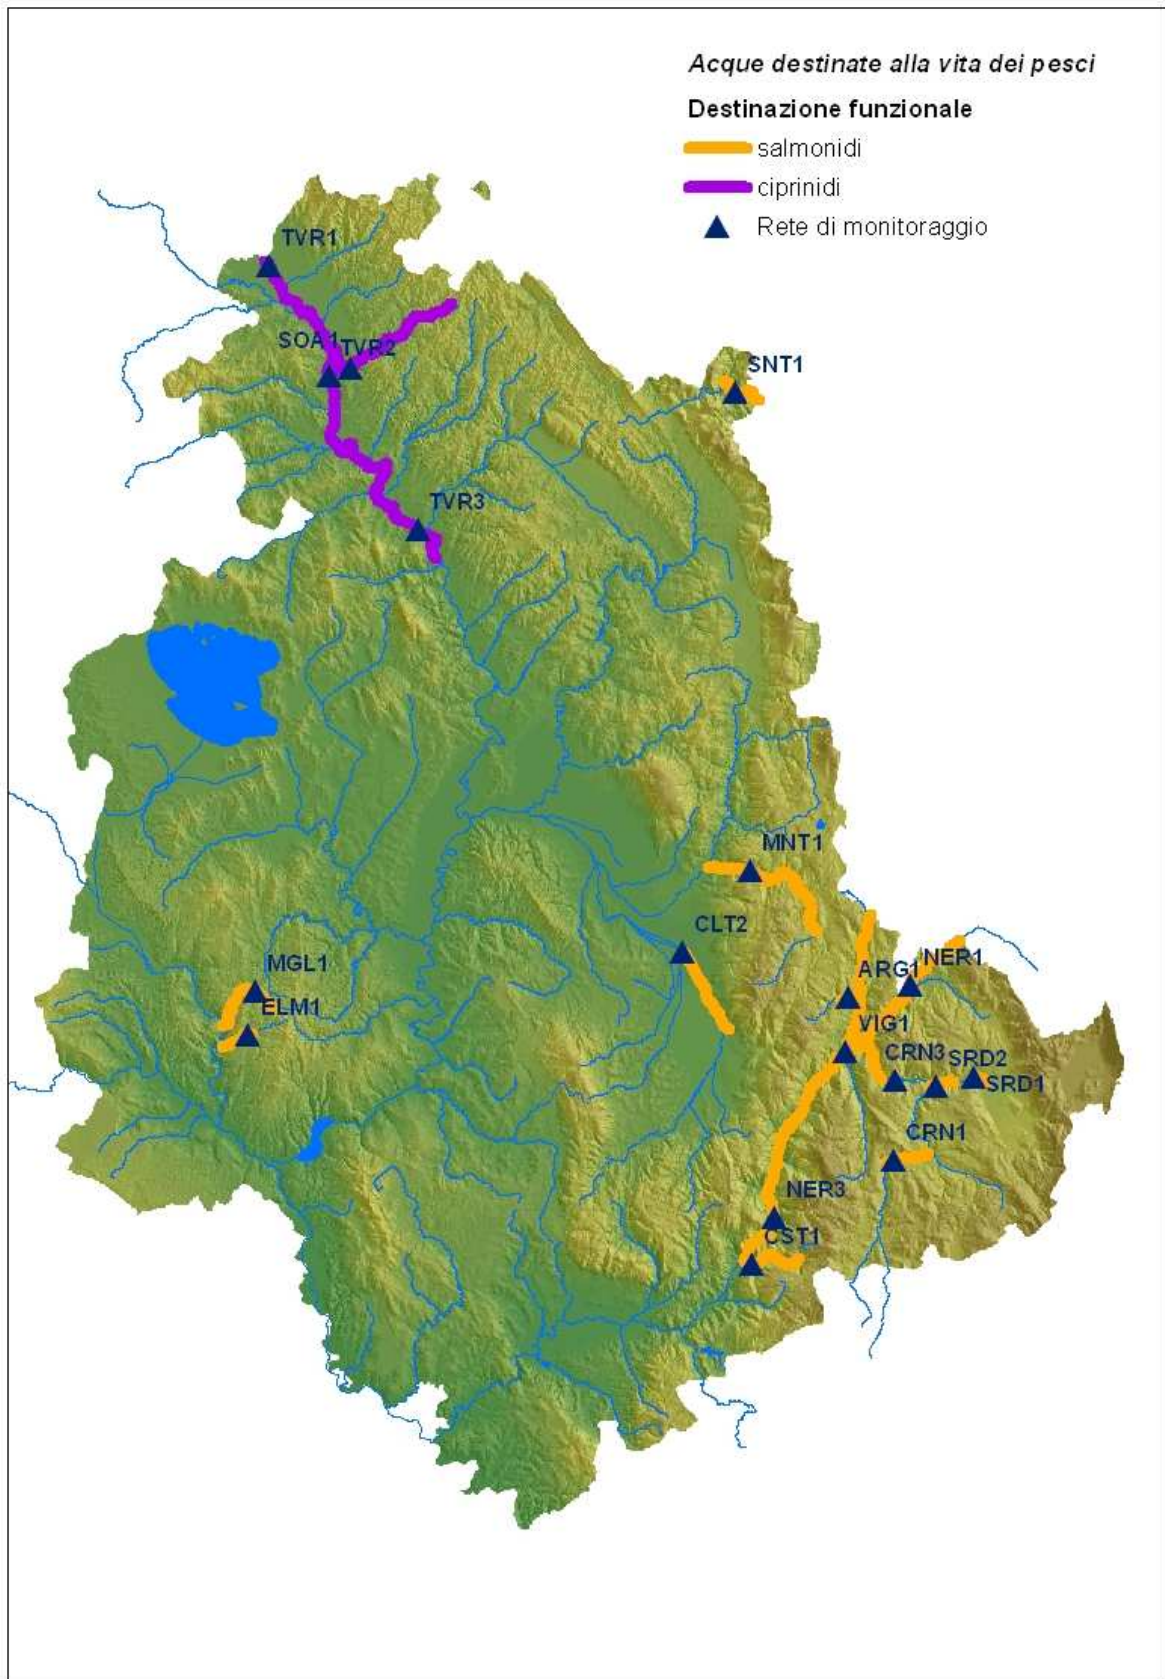 Acque destinate alla vita dei pesci
Destinazione funzionale
salmonidi
ciprinidi
Rete di monitoraggio
TVR1
SOA1
TVR2
SNT1
TVR3
MNT1
CLT2
MGL1
ELM1
ARG1
NER1
VIG1
CRN3
SRD2
SRD1
CRN1
NER3
CST1